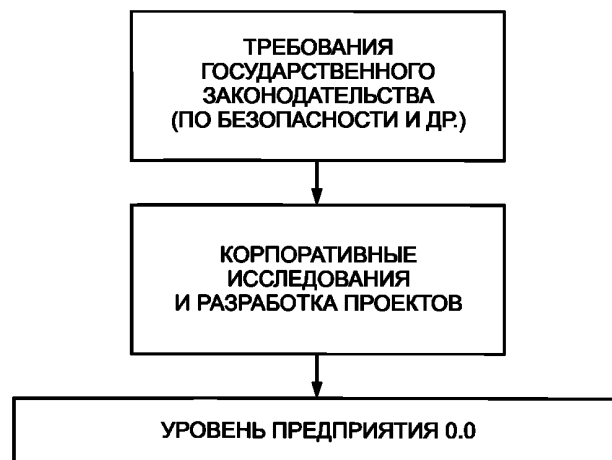 ТРЕБОВАНИЯ
ГОСУДАРСТВЕННОГО
ЗАКОНОДАТЕЛЬСТВА
(ПО БЕЗОПАСНОСТИ И ДР.)
КОРПОРАТИВНЫЕ
ИССЛЕДОВАНИЯ
И РАЗРАБОТКА ПРОЕКТОВ
УРОВЕНЬ ПРЕДПРИЯТИЯ 0.0